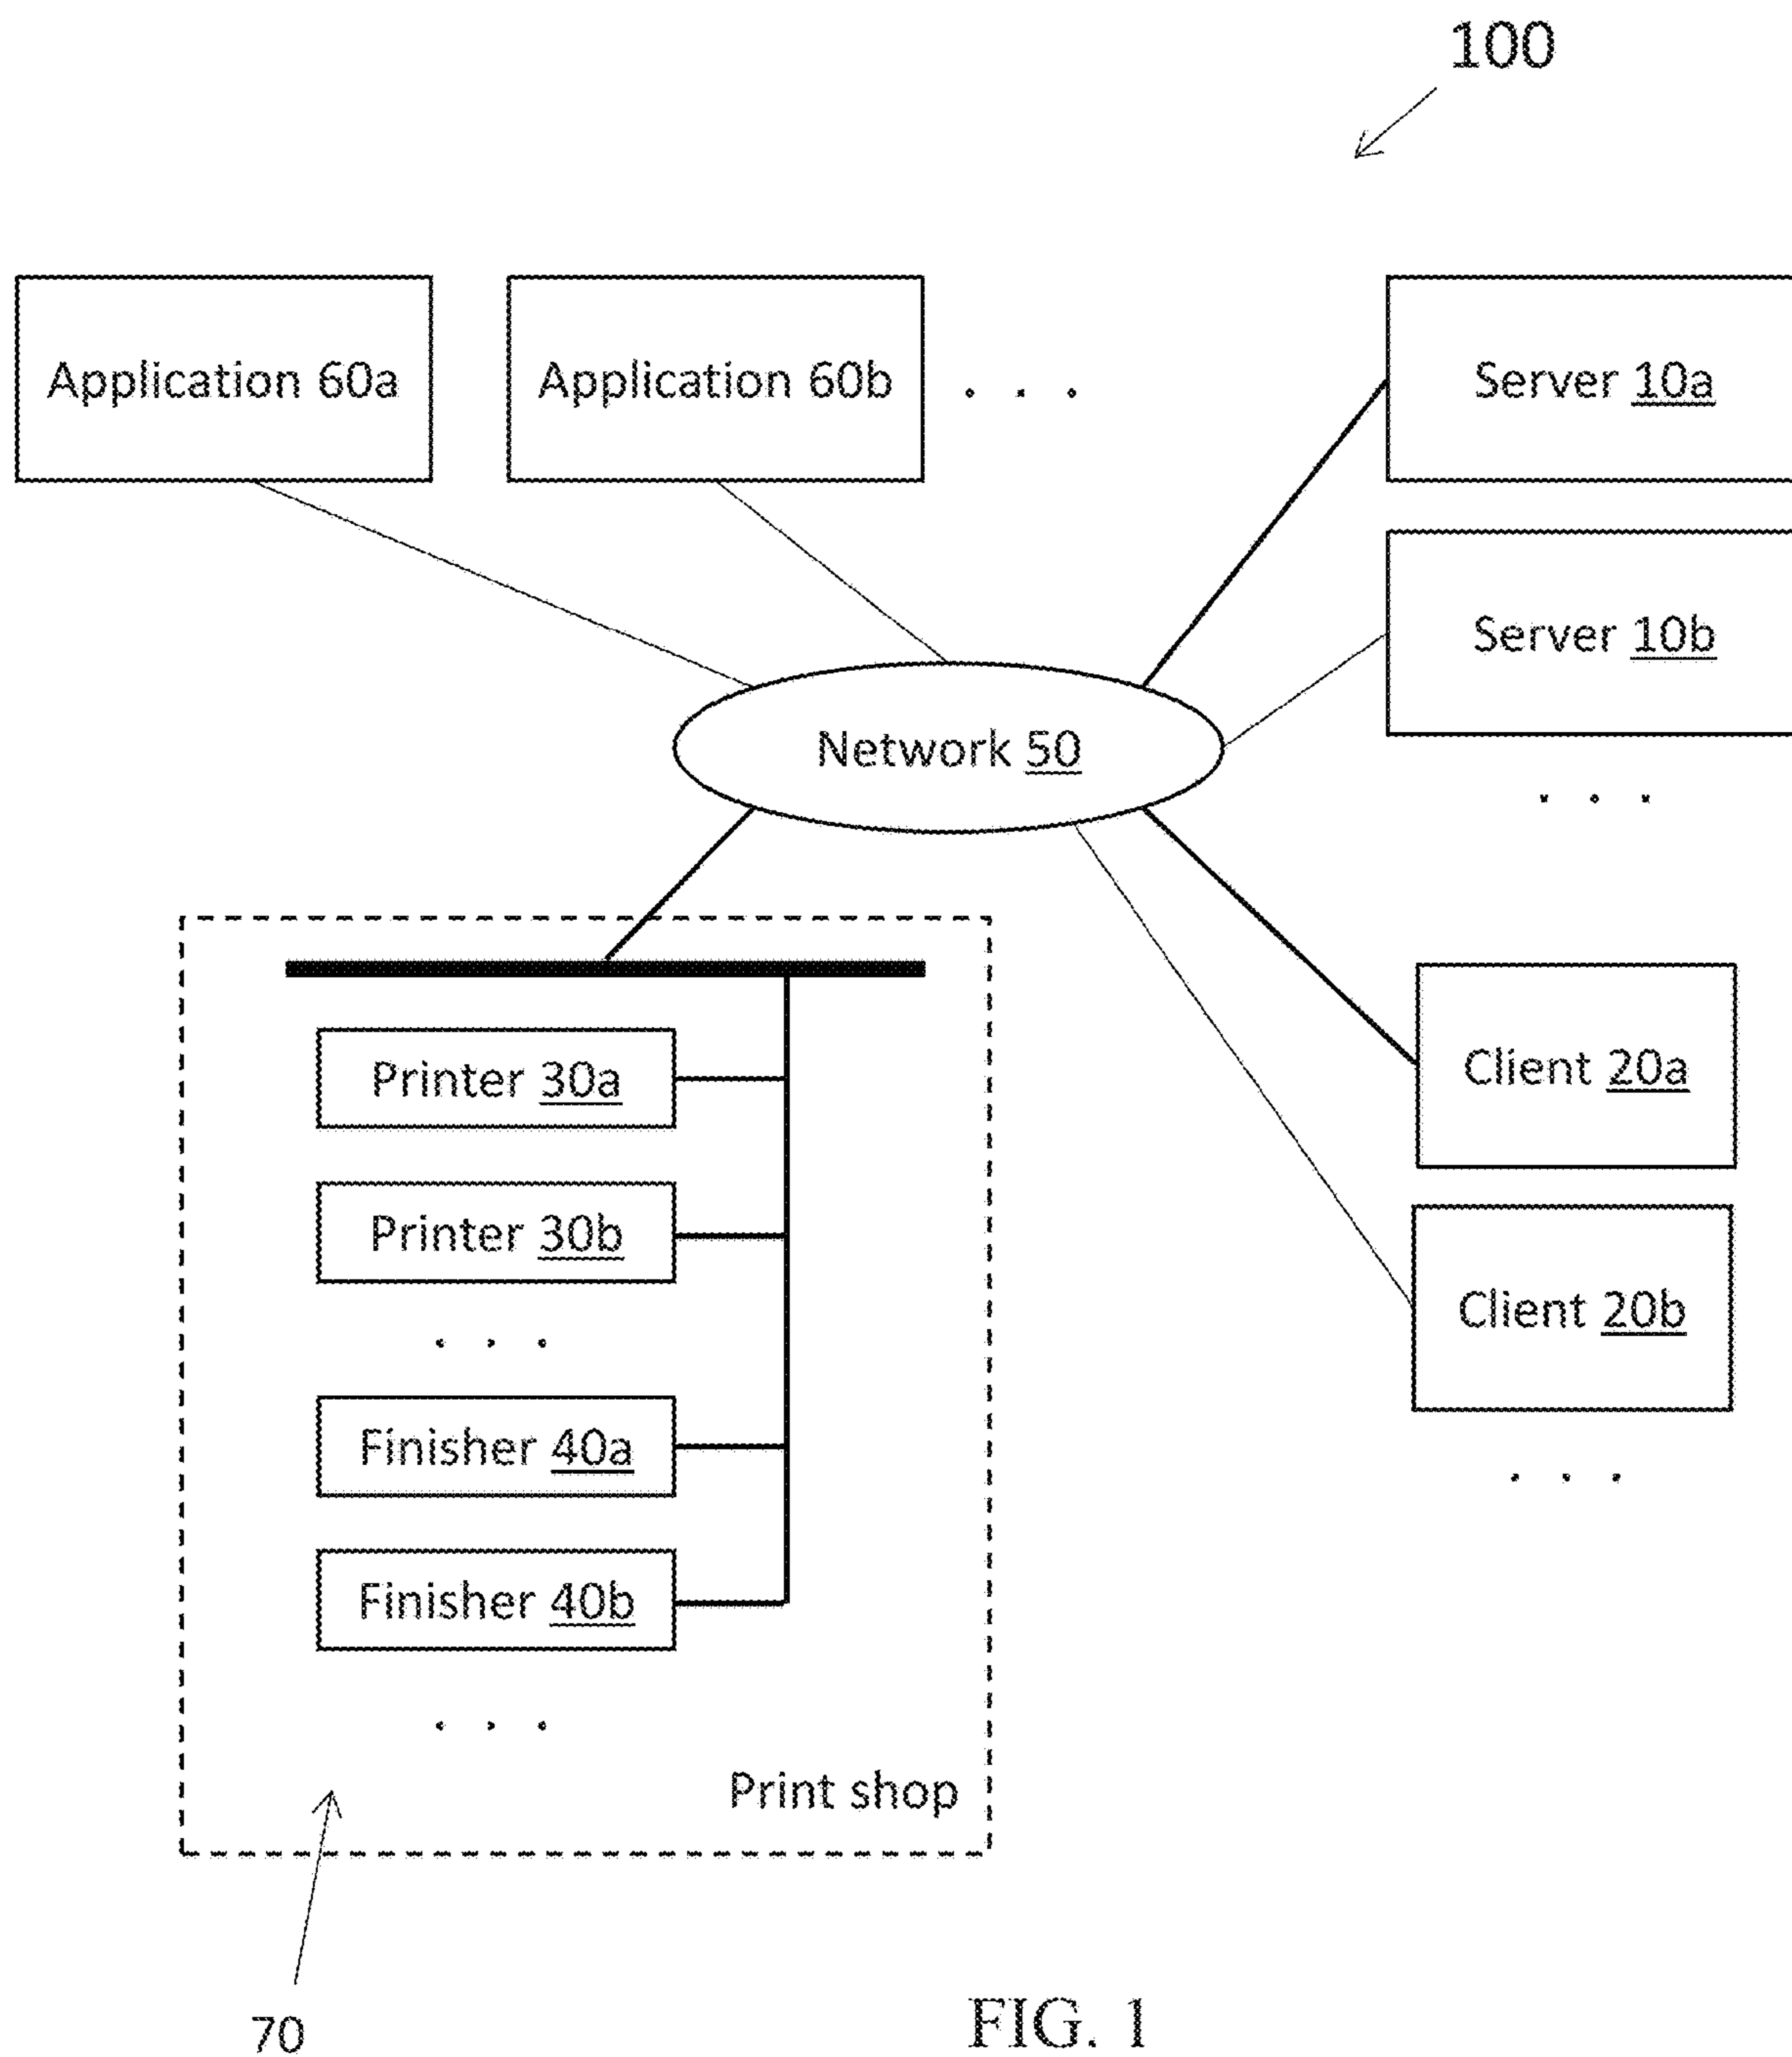 100
Application 60a
Application 60b
. . .
Server 10a
Server 10b
. . .
Network 50
Client 20a
Client 20b
. . .
Printer 30a
Printer 30b
. . .
Finisher 40a
Finisher 40b
. . .
Print shop
70
FIG. 1